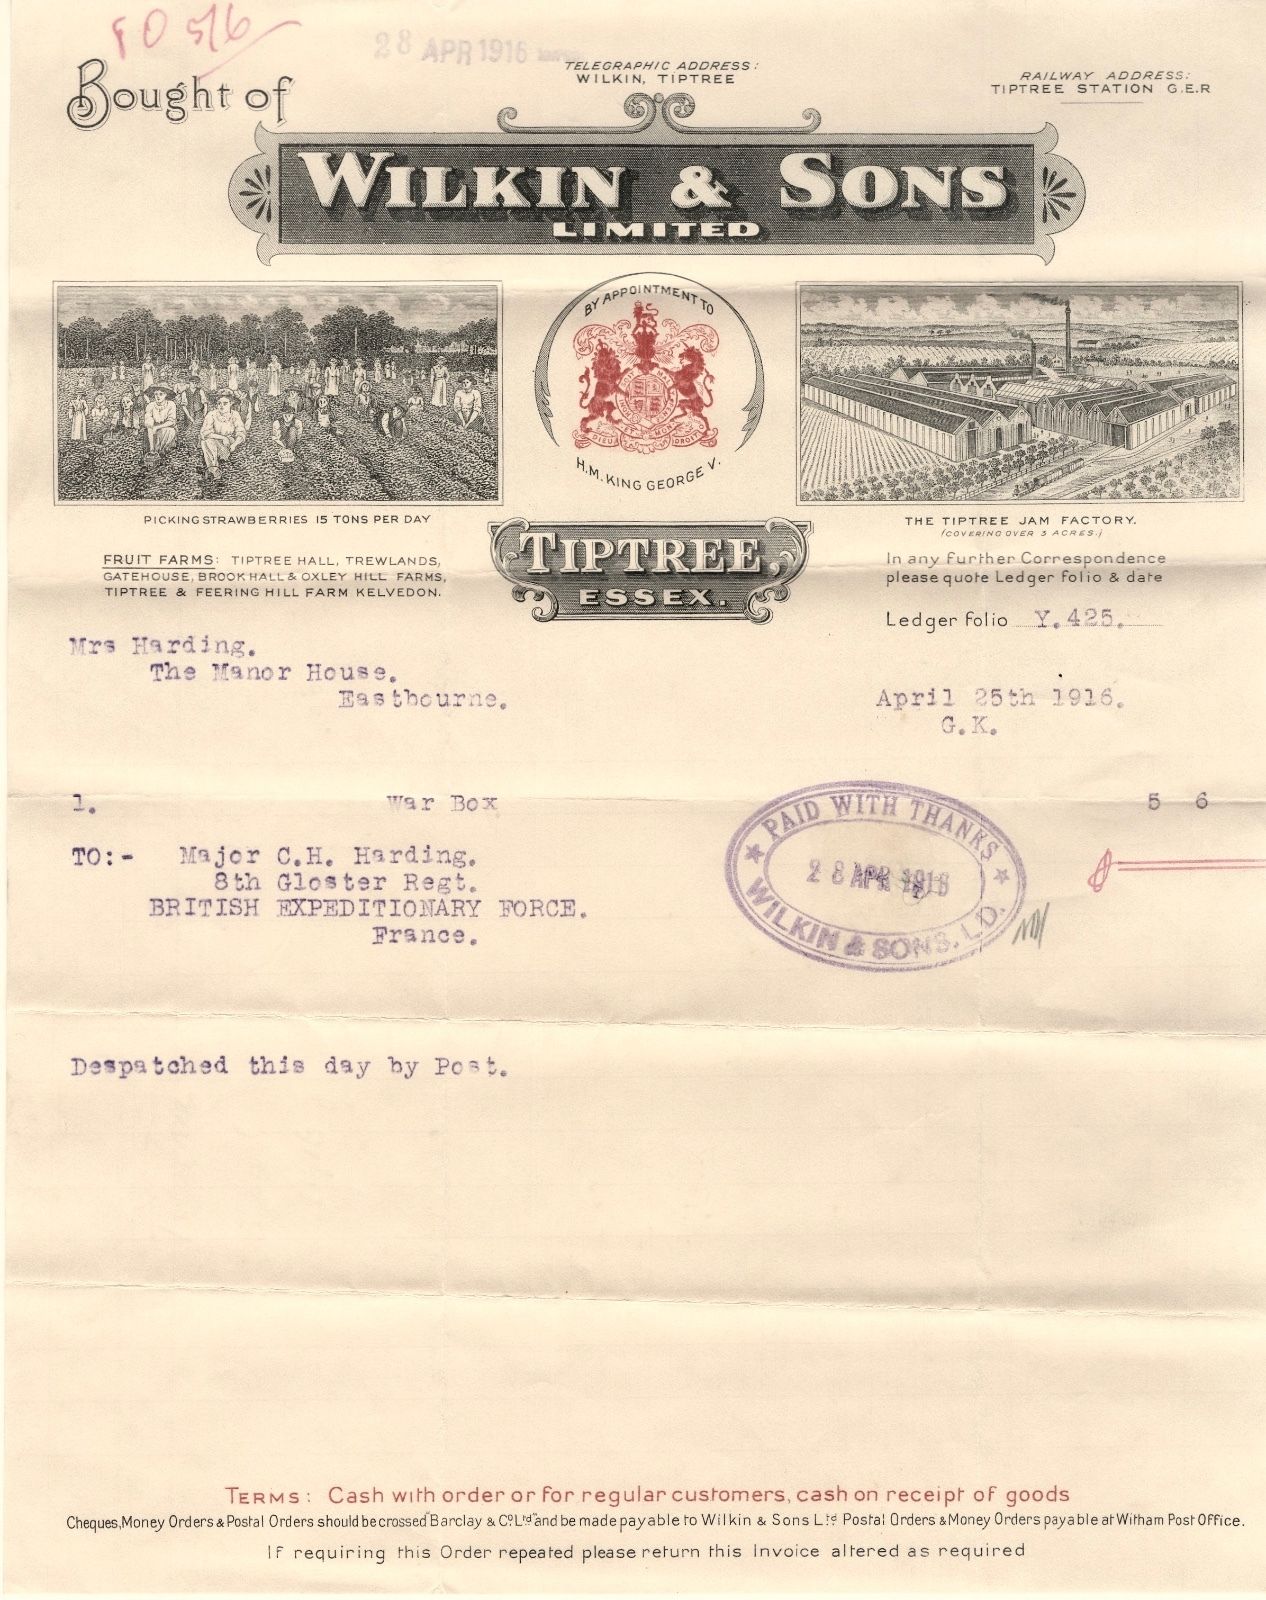 PO 5/6
28 APR 1916
Bought of
TELEGRAPHIC ADDRESS:
WILKIN, TIPTREE
RAILWAY ADDRESS:
TIPTREE STATION G.E.R
WILKIN & SONS
LIMITED
BY APPOINTMENT TO
DIEU ET MON DROIT
H.M. KING GEORGE V.
PICKING STRAWBERRIES 15 TONS PER DAY
THE TIPTREE JAM FACTORY.
(COVERING OVER 3 ACRES.)
FRUIT FARMS: TIPTREE HALL, TREWLANDS,
GATEHOUSE, BROOK HALL & OXLEY HILL FARMS,
TIPTREE & FEERING HILL FARM KELVEDON.
TIPTREE,
ESSEX.
In any further Correspondence
please quote Ledger folio & date
Ledger folio Y.425.
Mrs Harding.
The Manor House.
Eastbourne.
April 25th 1916.
G.K.
1. War Box 5 6
PAID WITH THANKS
28 APR 1916
WILKIN & SONS. LD.
TO:- Major C.H. Harding.
8th Gloster Regt.
BRITISH EXPEDITIONARY FORCE.
France.
Despatched this day by Post.
TERMS: Cash with order or for regular customers, cash on receipt of goods
Cheques, Money Orders & Postal Orders should be crossed "Barclay & Co Ltd" and be made payable to Wilkin & Sons Ltd. Postal Orders & Money Orders payable at Witham Post Office.
If requiring this Order repeated please return this Invoice altered as required